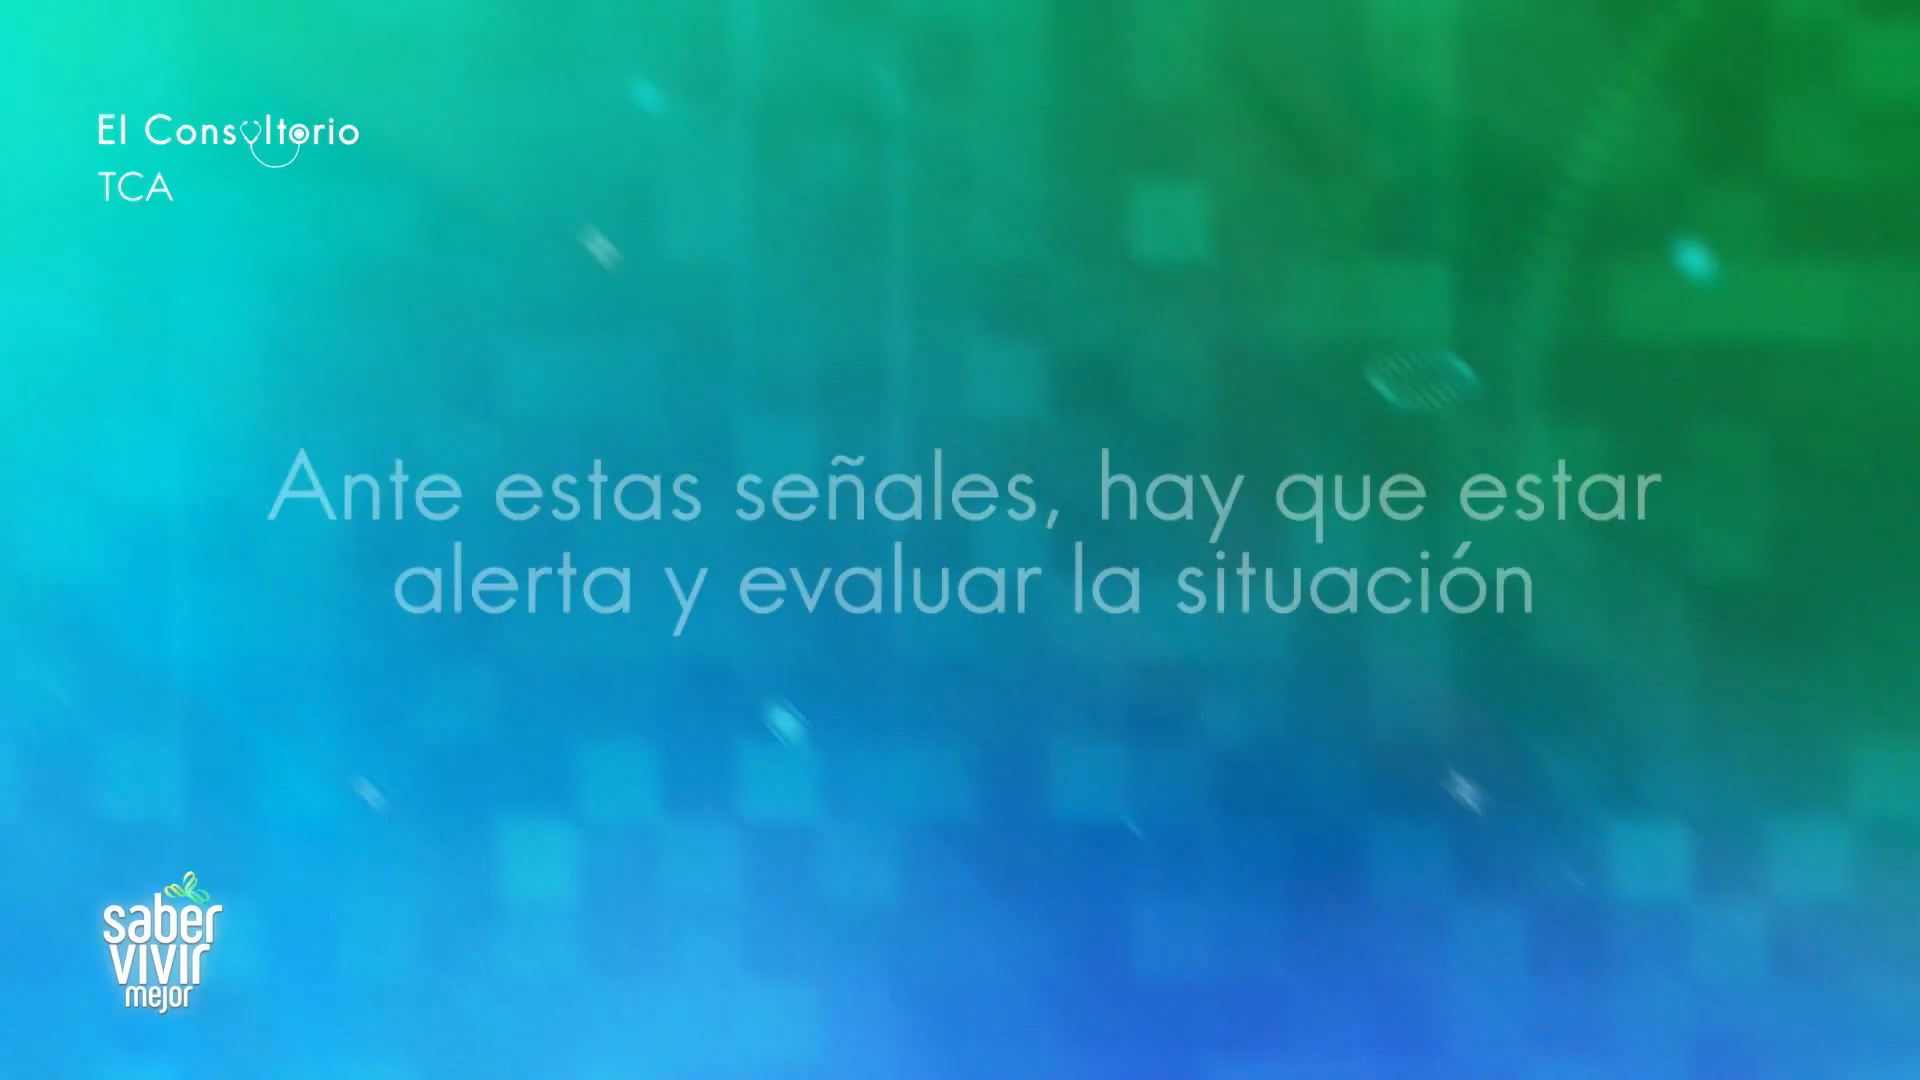 El Consultorio
TCA
Ante estas señales, hay que estar
alerta y evaluar la situación
saber
vivir
mejor